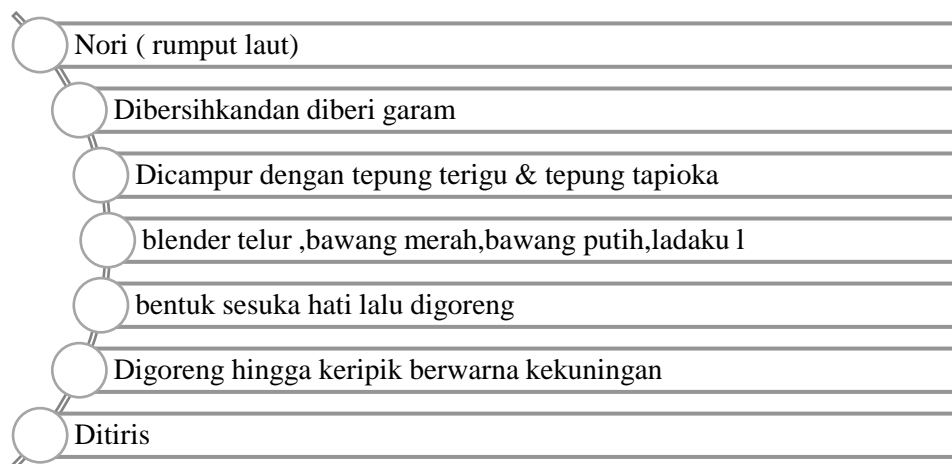 Nori ( rumput laut)
Dibersihkandan diberi garam
Dicampur dengan tepung terigu & tepung tapioka
blender telur ,bawang merah,bawang putih,ladaku l
bentuk sesuka hati lalu digoreng
Digoreng hingga keripik berwarna kekuningan
Ditiris